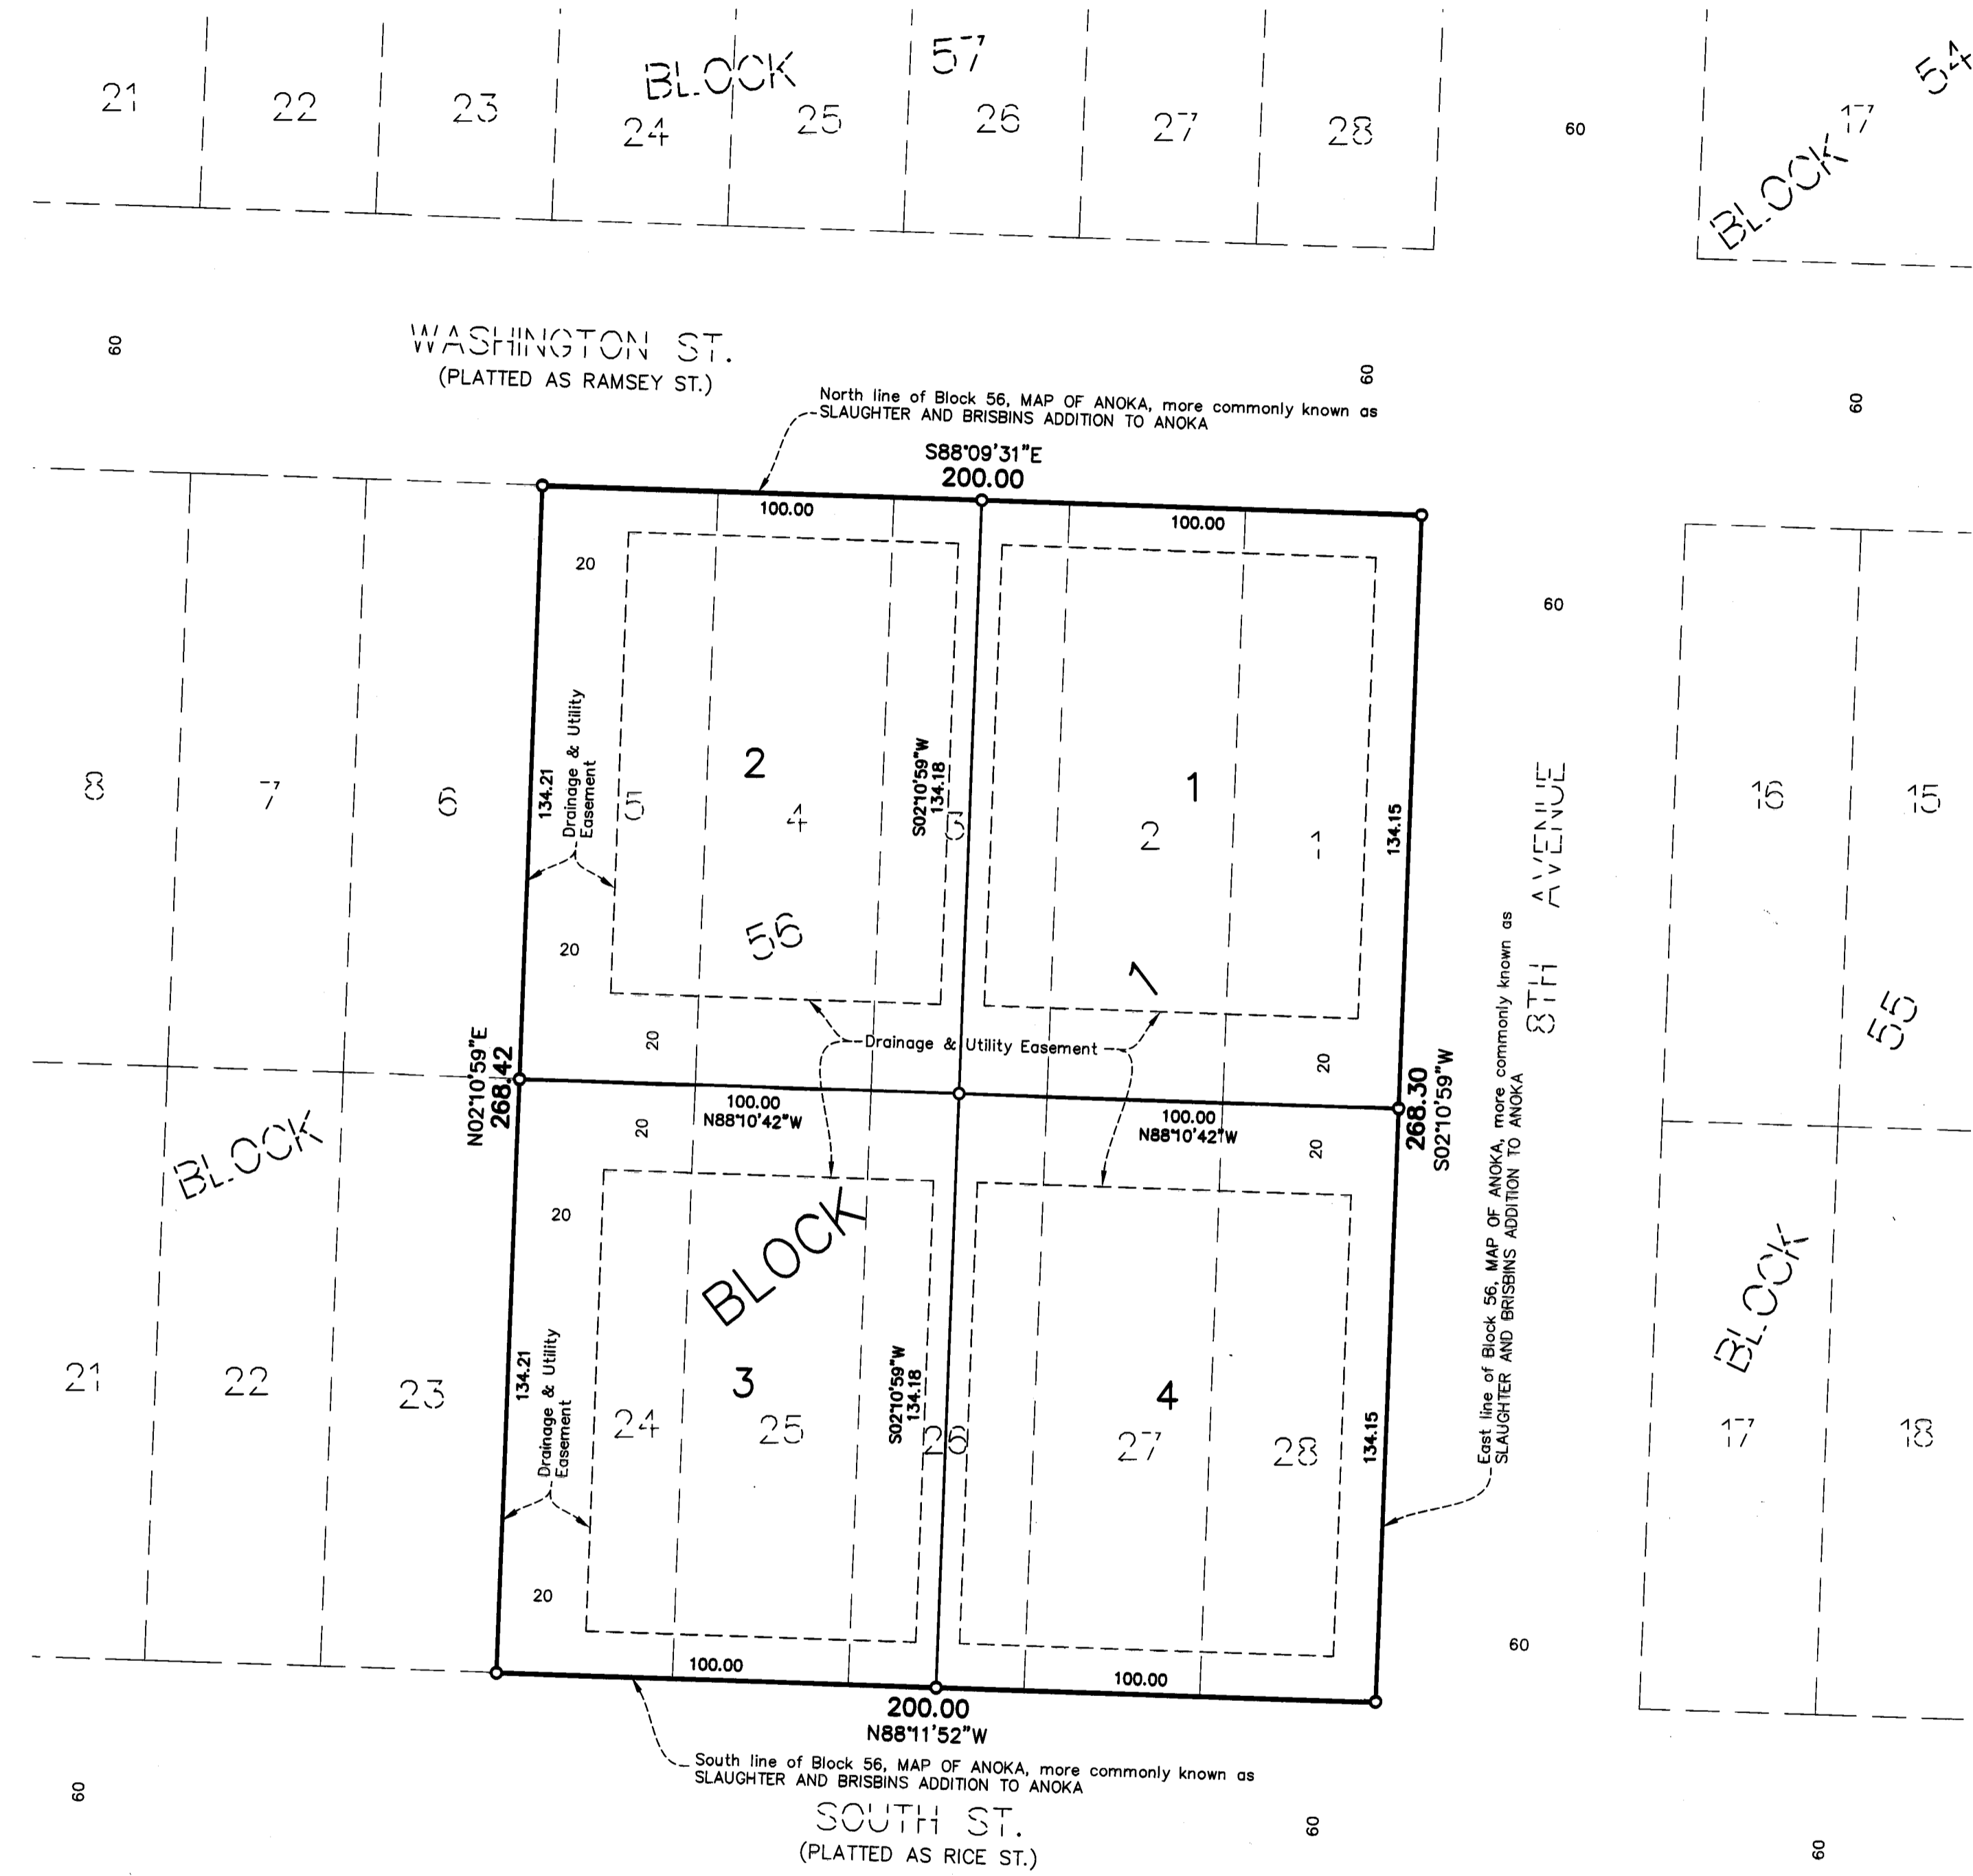 BLOCK 57
54
21 22 23 24 25 26 27 28
60
17
BLOCK
WASHINGTON ST.
(PLATTED AS RAMSEY ST.)
60
60
60
North line of Block 56, MAP OF ANOKA, more commonly known as
SLAUGHTER AND BRISBINS ADDITION TO ANOKA
S88°09'31"E
200.00
100.00
100.00
20
60
Drainage & Utility
Easement
134.21
2
S02°10'59"W
134.18
1
134.15
8 7 6 5 4 3 2 1
16 15
8TH AVENUE
56
20
1
55
20
Drainage & Utility Easement
20
N02°10'59"E
268.42
100.00
N88°10'42"W
100.00
N88°10'42"W
268.30
S02°10'59"W
20
20
BLOCK
20
BLOCK
BLOCK
East line of Block 56, MAP OF ANOKA, more commonly known as
SLAUGHTER AND BRISBINS ADDITION TO ANOKA
134.21
Drainage & Utility
Easement
3
S02°10'59"W
134.18
4
134.15
21 22 23 24 25 26 27 28
17 18
20
60
100.00
100.00
200.00
N88°11'52"W
South line of Block 56, MAP OF ANOKA, more commonly known as
SLAUGHTER AND BRISBINS ADDITION TO ANOKA
60
SOUTH ST.
(PLATTED AS RICE ST.)
60
60